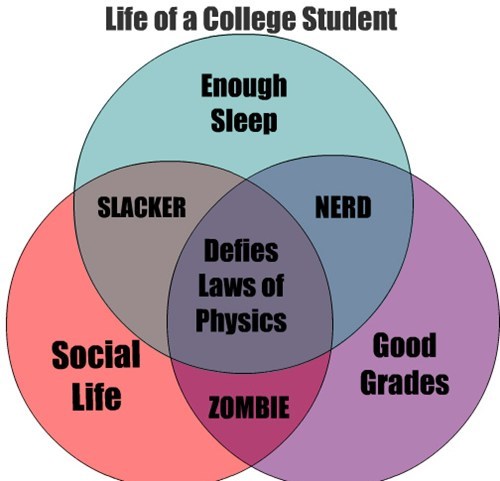 Life of a College Student
Enough
Sleep
SLACKER
NERD
Defies
Laws of
Physics
Social
Life
Good
Grades
ZOMBIE